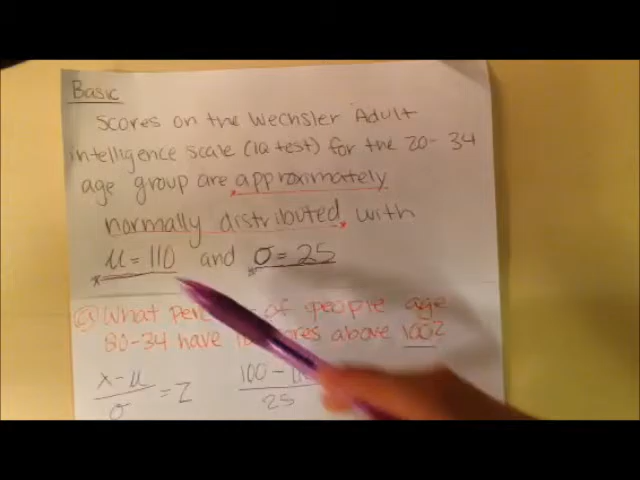 Basic
Scores on the Wechsler Adult
intelligence scale (IQ test) for the 20-34
age group are approximately
normally distributed with
μ = 110 and σ = 25
(a) What of people age
20-34 have above 100?
x-μ/σ = Z 100-/25